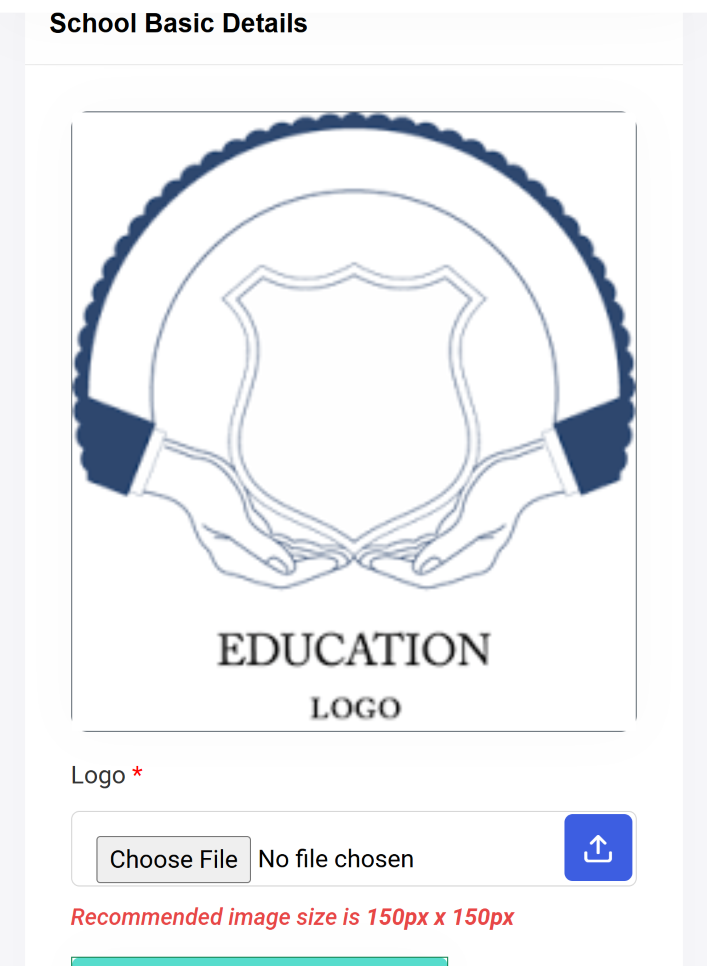 School Basic Details
EDUCATION
LOGO
Logo *
Choose File No file chosen
Recommended image size is 150px x 150px